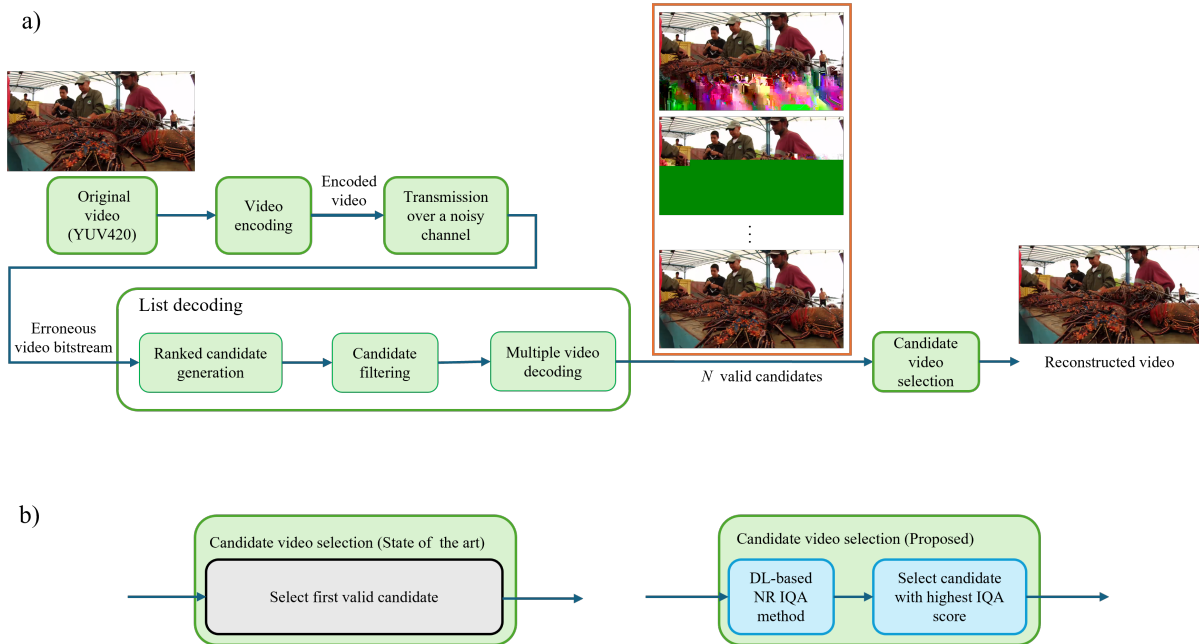 a)
Original
video
(YUV420)
Video
encoding
Encoded
video
Transmission
over a noisy
channel
⋮
List decoding
Erroneous
video bitstream
Ranked candidate
generation
Candidate
filtering
Multiple video
decoding
N valid candidates
Candidate
video
selection
Reconstructed video
b)
Candidate video selection (State of the art)
Select first valid candidate
Candidate video selection (Proposed)
DL-based
NR IQA
method
Select candidate
with highest IQA
score